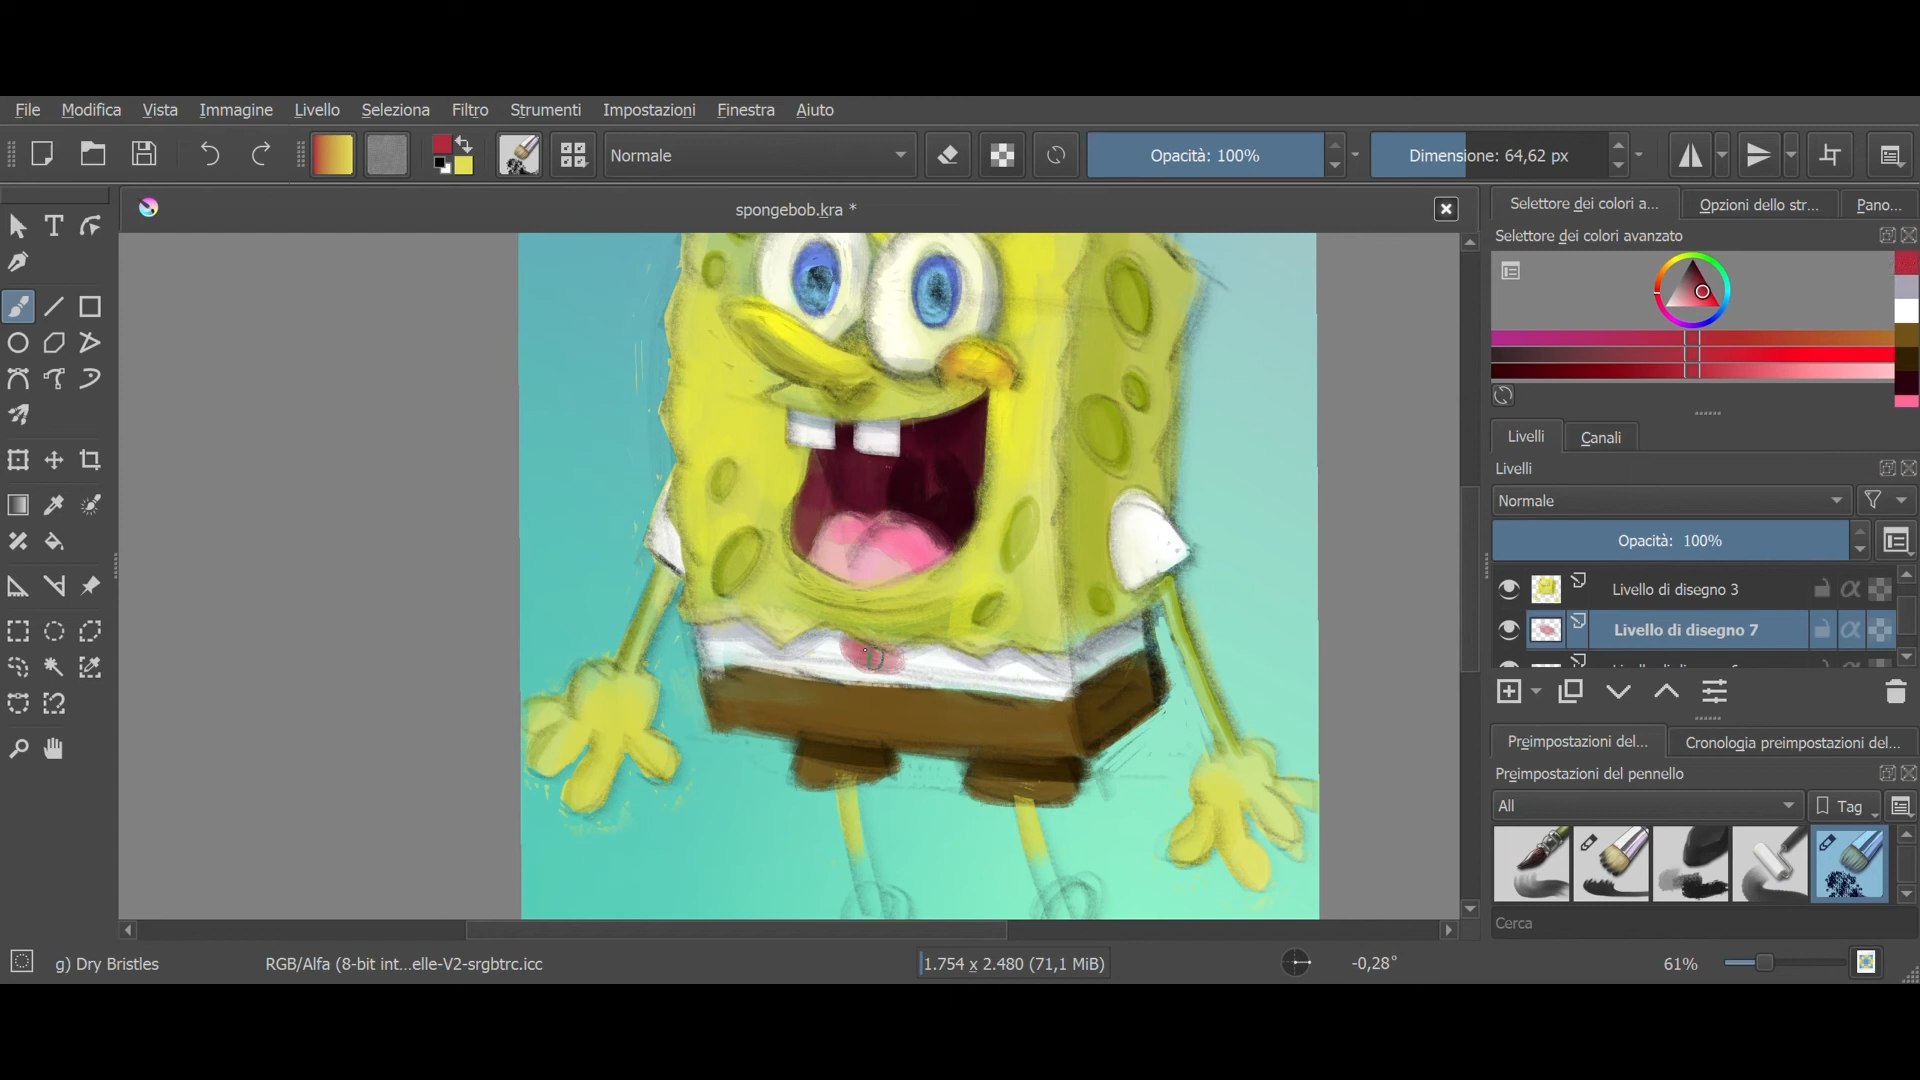 File Modifica Vista Immagine Livello Seleziona Filtro Strumenti Impostazioni Finestra Aiuto
Normale Opacità: 100% Dimensione: 64,62 px
spongebob.kra *
Selettore dei colori a... Opzioni dello str... Pano...
Selettore dei colori avanzato
Livelli Canali
Livelli
Normale
Opacità: 100%
Livello di disegno 3
Livello di disegno 7
Preimpostazioni del... Cronologia preimpostazioni del...
Preimpostazioni del pennello
All Tag
Cerca
g) Dry Bristles RGB/Alfa (8-bit int...elle-V2-srgbtrc.icc 1.754 x 2.480 (71,1 MiB) -0,28° 61%